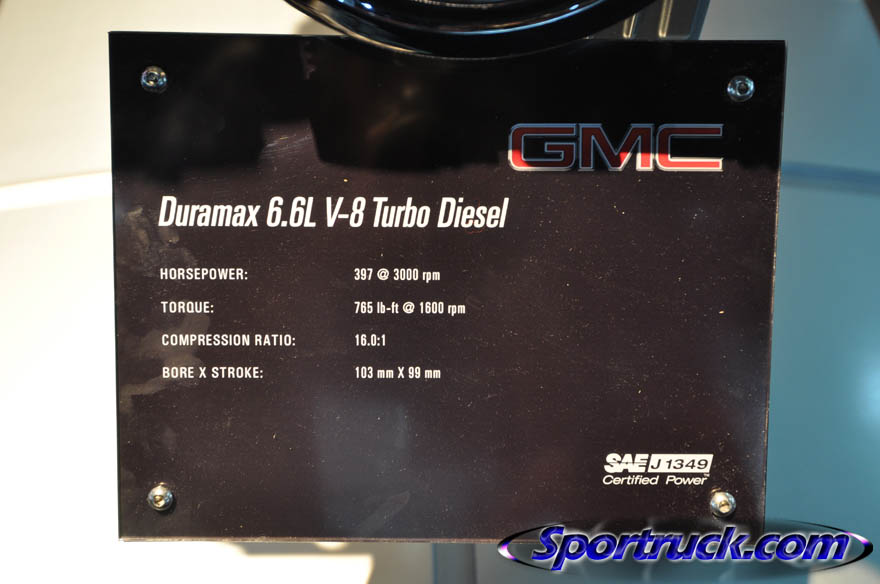 GMC
Duramax 6.6L V-8 Turbo Diesel
HORSEPOWER: 397 @ 3000 rpm
TORQUE: 765 lb-ft @ 1600 rpm
COMPRESSION RATIO: 16.0:1
BORE X STROKE: 103 mm X 99 mm
SAE J1349
Certified Power™
Sportruck.com